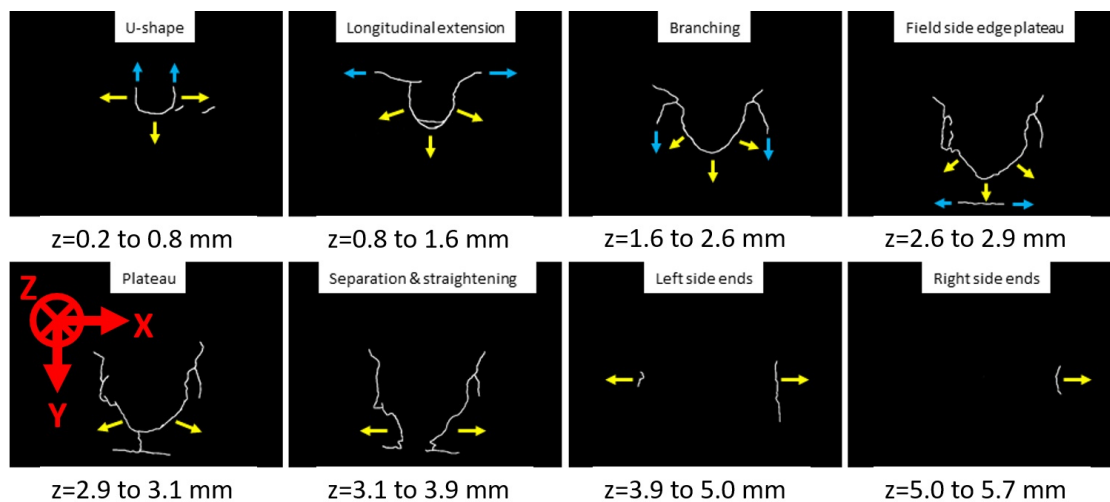 U-shape
Longitudinal extension
Branching
Field side edge plateau
z=0.2 to 0.8 mm
z=0.8 to 1.6 mm
z=1.6 to 2.6 mm
z=2.6 to 2.9 mm
Plateau
Separation & straightening
Left side ends
Right side ends
Z
X
Y
z=2.9 to 3.1 mm
z=3.1 to 3.9 mm
z=3.9 to 5.0 mm
z=5.0 to 5.7 mm